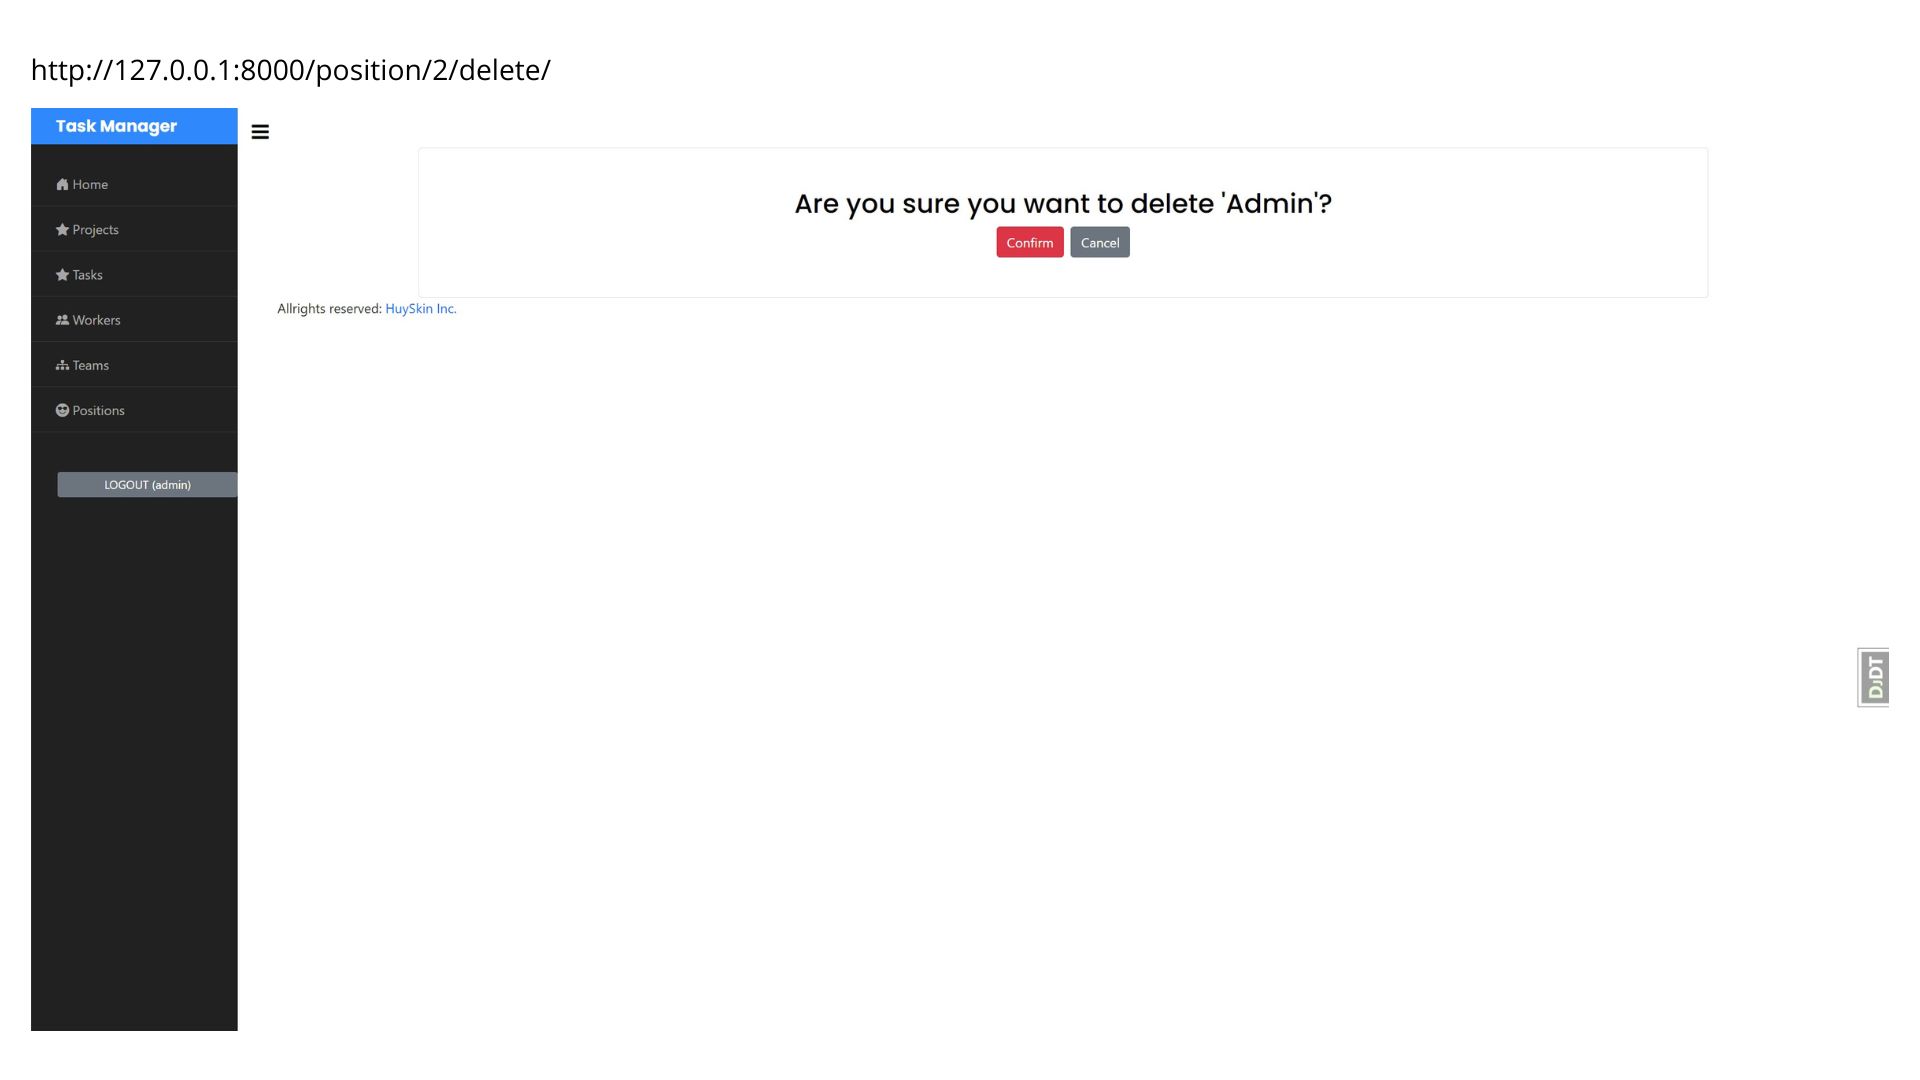 http://127.0.0.1:8000/position/2/delete/
Task Manager
Home
Projects
Tasks
Workers
Teams
Positions
LOGOUT (admin)
Are you sure you want to delete 'Admin'?
Confirm Cancel
Allrights reserved: HuySkin Inc.
DJDT